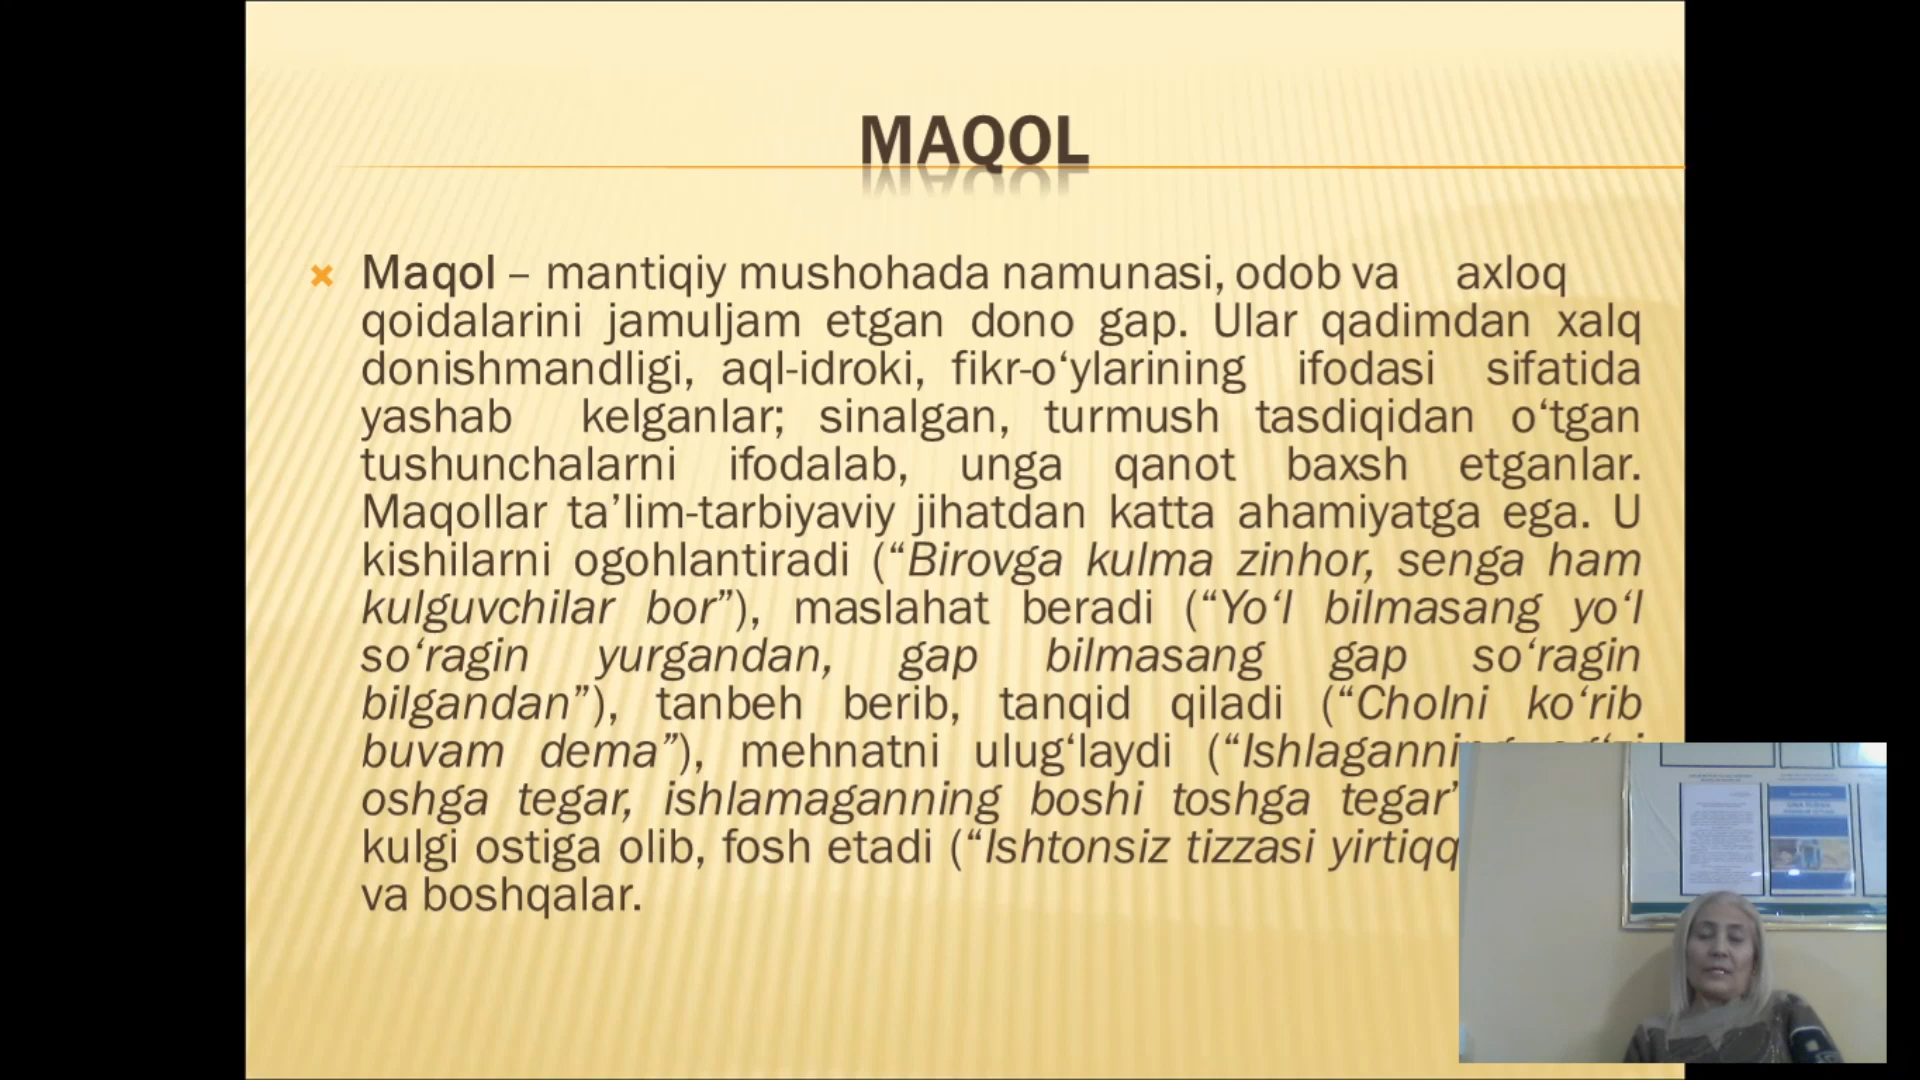 MAQOL
Maqol – mantiqiy mushohada namunasi, odob va axloq
qoidalarini jamuljam etgan dono gap. Ular qadimdan xalq
donishmandligi, aql-idroki, fikr-o‘ylarining ifodasi sifatida
yashab kelganlar; sinalgan, turmush tasdiqidan o‘tgan
tushunchalarni ifodalab, unga qanot baxsh etganlar.
Maqollar ta’lim-tarbiyaviy jihatdan katta ahamiyatga ega. U
kishilarni ogohlantiradi (“Birovga kulma zinhor, senga ham
kulguvchilar bor”), maslahat beradi (“Yo‘l bilmasang yo‘l
so‘ragin yurgandan, gap bilmasang gap so‘ragin
bilgandan”), tanbeh berib, tanqid qiladi (“Cholni ko‘rib
buvam dema”), mehnatni ulug‘laydi (“
oshga tegar, ishlamaganning boshi toshga tegar”
kulgi ostiga olib, fosh etadi (“Ishtonsiz tizzasi
va boshqalar.